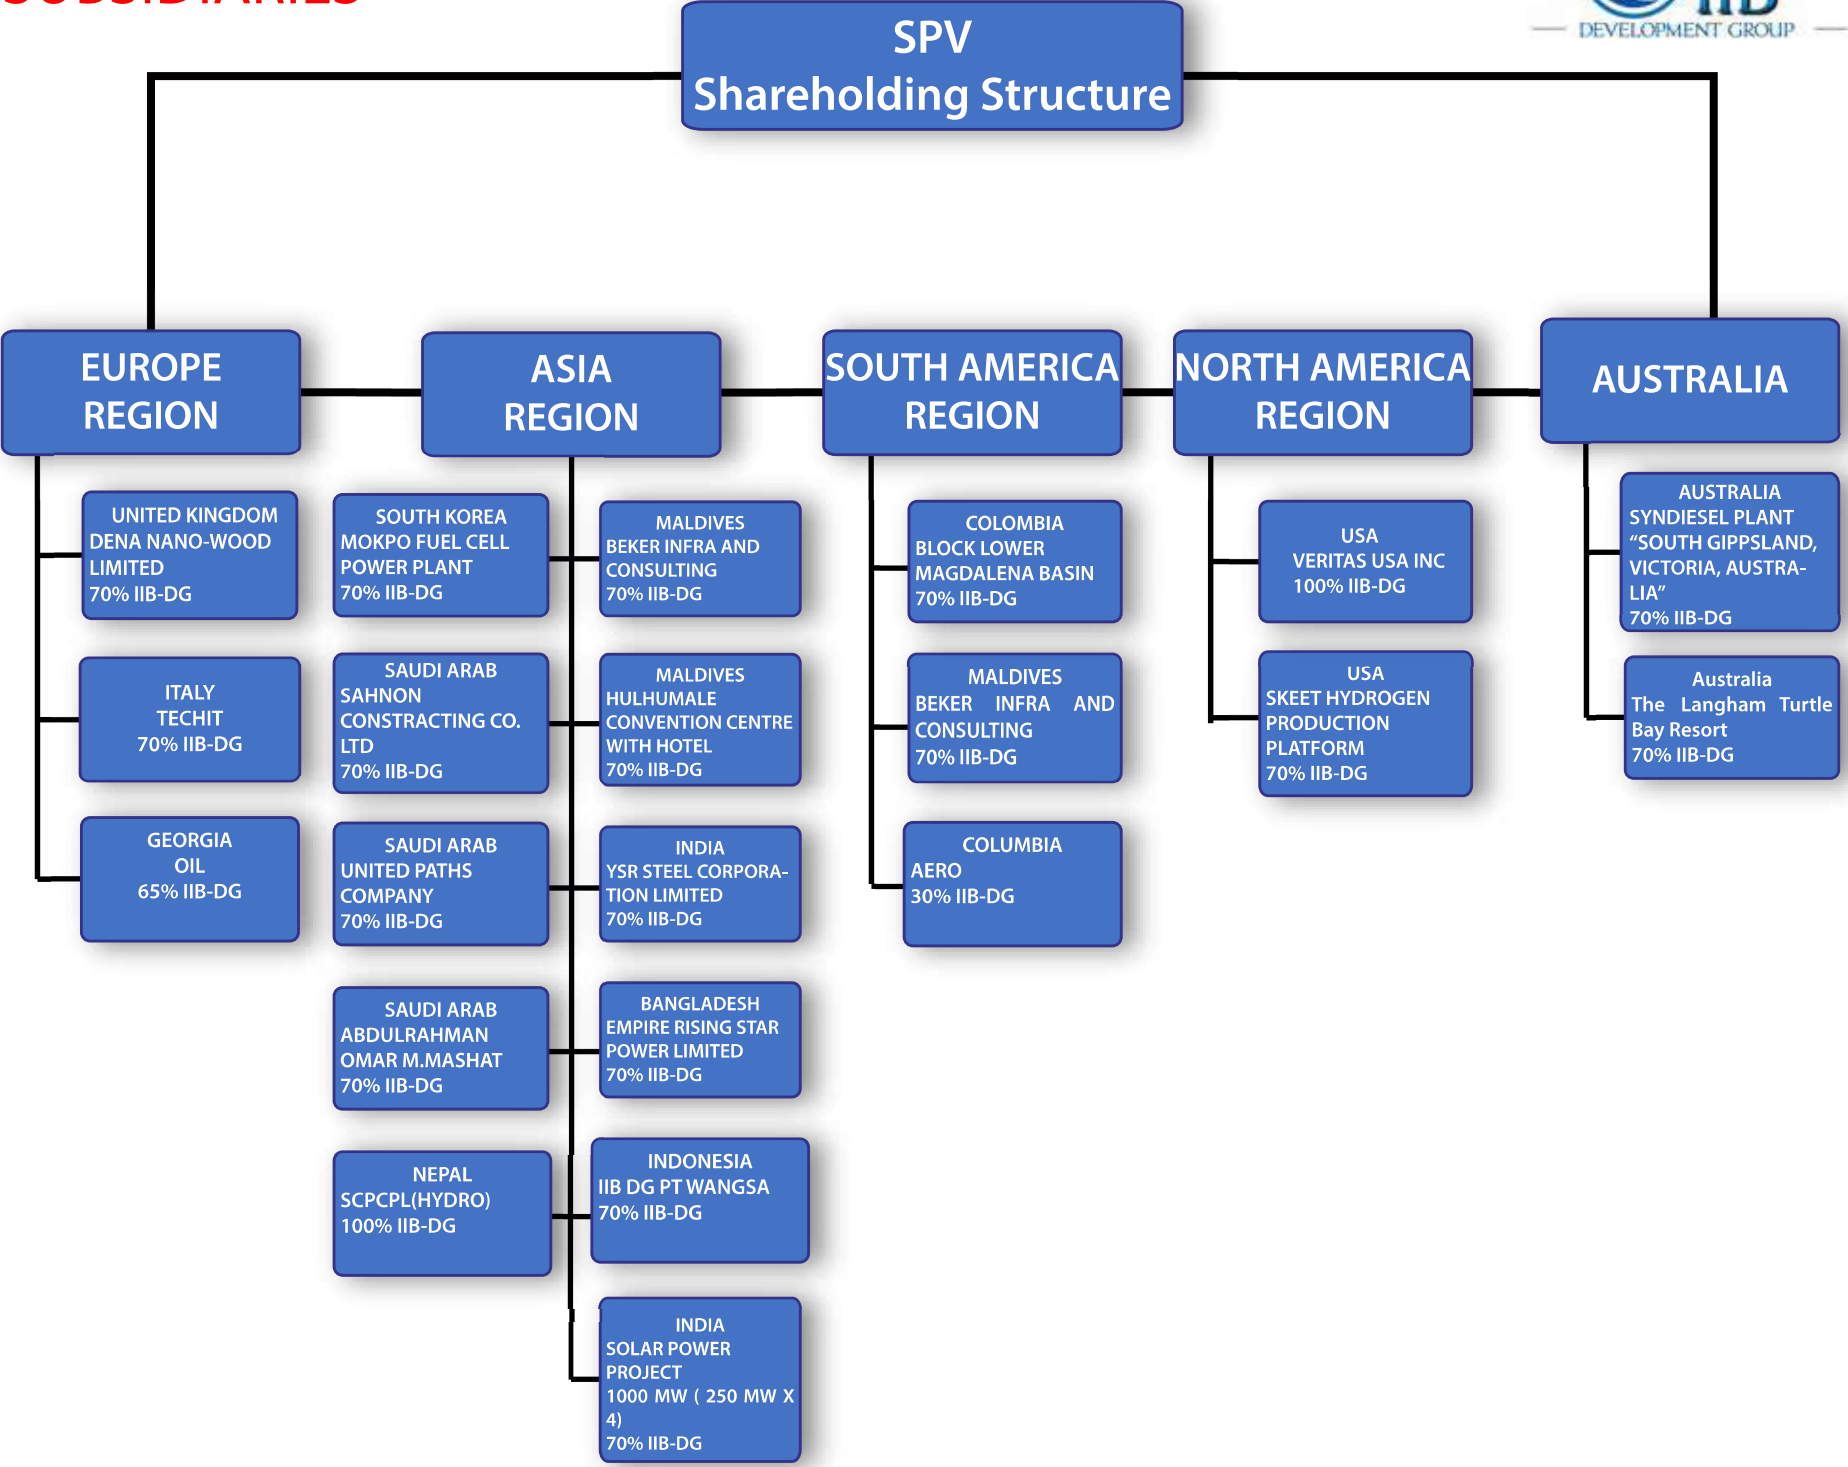 SUBSIDIARIES
IIB
DEVELOPMENT GROUP
SPV
Shareholding Structure
EUROPE
REGION
ASIA
REGION
SOUTH AMERICA
REGION
NORTH AMERICA
REGION
AUSTRALIA
UNITED KINGDOM
DENA NANO-WOOD
LIMITED
70% IIB-DG
ITALY
TECHIT
70% IIB-DG
GEORGIA
OIL
65% IIB-DG
SOUTH KOREA
MOKPO FUEL CELL
POWER PLANT
70% IIB-DG
SAUDI ARAB
SAHNON
CONSTRACTING CO.
LTD
70% IIB-DG
SAUDI ARAB
UNITED PATHS
COMPANY
70% IIB-DG
SAUDI ARAB
ABDULRAHMAN
OMAR M.MASHAT
70% IIB-DG
NEPAL
SCPCPL(HYDRO)
100% IIB-DG
MALDIVES
BEKER INFRA AND
CONSULTING
70% IIB-DG
MALDIVES
HULHUMALE
CONVENTION CENTRE
WITH HOTEL
70% IIB-DG
INDIA
YSR STEEL CORPORA-
TION LIMITED
70% IIB-DG
BANGLADESH
EMPIRE RISING STAR
POWER LIMITED
70% IIB-DG
INDONESIA
IIB DG PT WANGSA
70% IIB-DG
INDIA
SOLAR POWER
PROJECT
1000 MW ( 250 MW X
4)
70% IIB-DG
COLOMBIA
BLOCK LOWER
MAGDALENA BASIN
70% IIB-DG
MALDIVES
BEKER INFRA AND
CONSULTING
70% IIB-DG
COLUMBIA
AERO
30% IIB-DG
USA
VERITAS USA INC
100% IIB-DG
USA
SKEET HYDROGEN
PRODUCTION
PLATFORM
70% IIB-DG
AUSTRALIA
SYNDIESEL PLANT
“SOUTH GIPPSLAND,
VICTORIA, AUSTRA-
LIA”
70% IIB-DG
Australia
The Langham Turtle
Bay Resort
70% IIB-DG